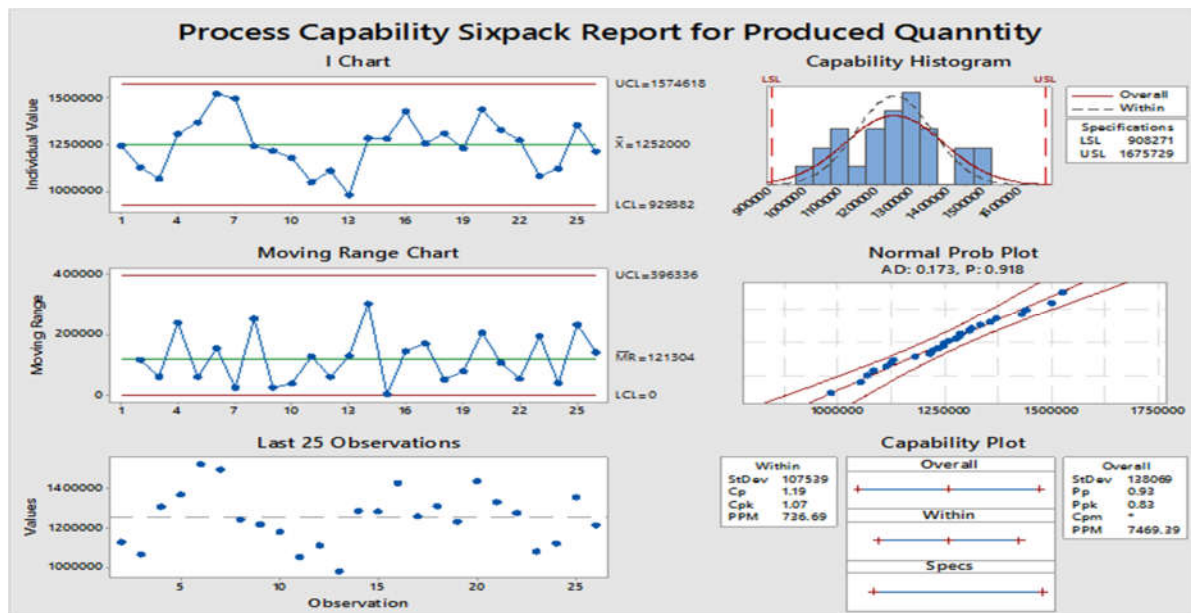 Process Capability Sixpack Report for Produced Quanntity
I Chart
Individual Value
1500000
1250000
1000000
1 4 7 10 13 16 19 22 25
UCL=1574618
X̄=1252000
LCL=929382
Moving Range Chart
Moving Range
400000
200000
0
1 4 7 10 13 16 19 22 25
UCL=396336
M̄R̄=121304
LCL=0
Last 25 Observations
Values
1400000
1200000
1000000
5 10 15 20 25
Observation
Capability Histogram
LSL USL
900000 1000000 1100000 1200000 1300000 1400000 1500000 1600000
Overall
Within
Specifications
LSL 908271
USL 1675729
Normal Prob Plot
AD: 0.173, P: 0.918
1000000 1250000 1500000 1750000
Capability Plot
Within
StDev 107539
Cp 1.19
Cpk 1.07
PPM 736.69
Overall
Within
Specs
Overall
StDev 138069
Pp 0.93
Ppk 0.83
Cpm *
PPM 7469.39